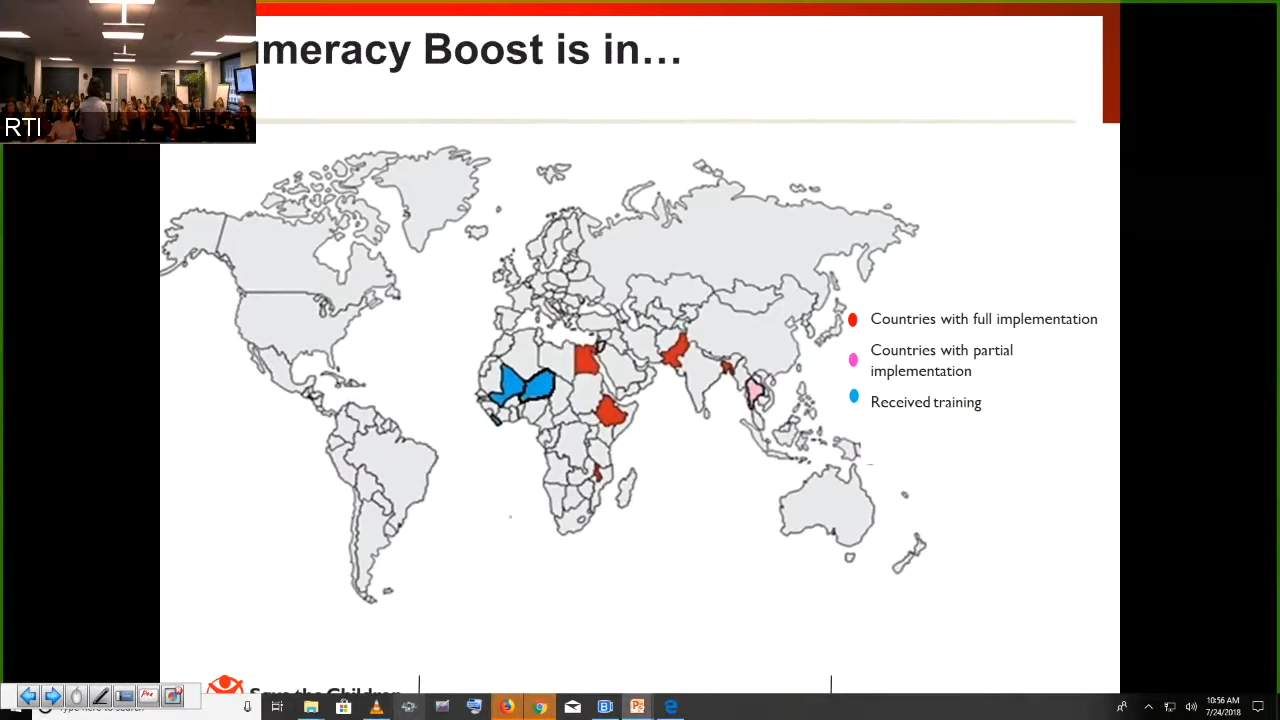 umeracy Boost is in…
RTI
Countries with full implementation
Countries with partial
implementation
Received training
Save the Children
Type here to search
10:56 AM
7/24/2018